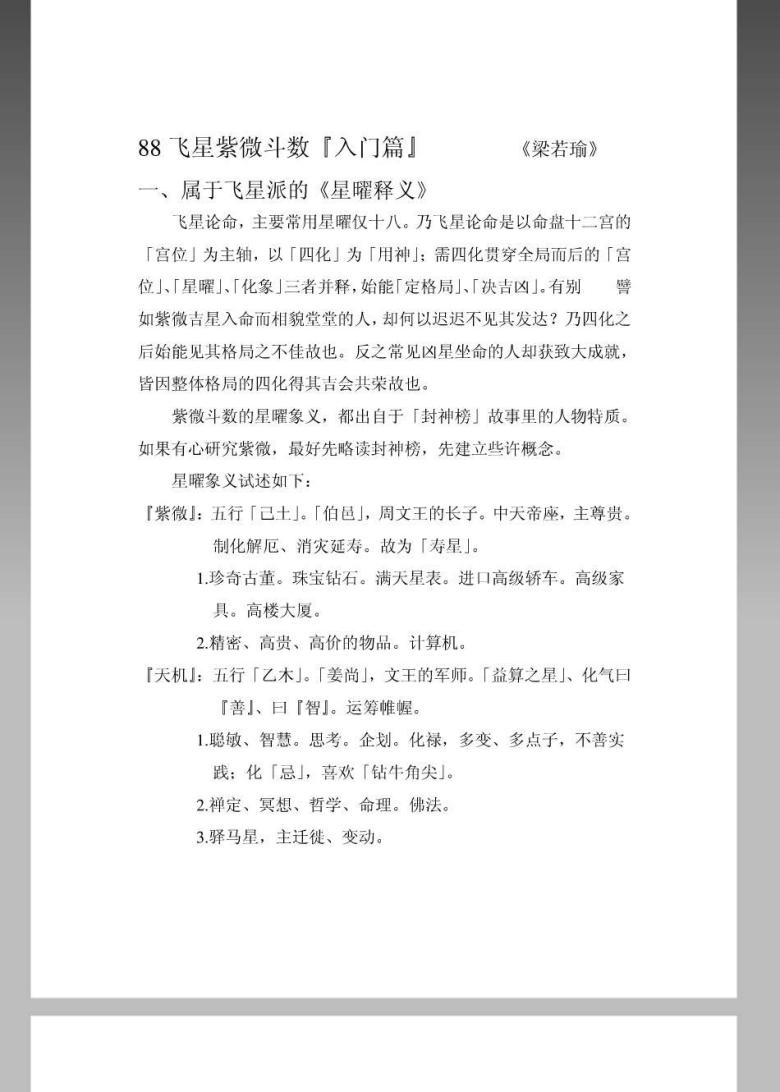 88 飞星紫微斗数『入门篇』 《梁若瑜》
一、属于飞星派的《星曜释义》
飞星论命，主要常用星曜仅十八。乃飞星论命是以命盘十二宫的
「宫位」为主轴，以「四化」为「用神」；需四化贯穿全局而后的「宫
位」、「星曜」、「化象」三者并释，始能「定格局」、「决吉凶」。有别 譬
如紫微吉星入命而相貌堂堂的人，却何以迟迟不见其发达？乃四化之
后始能见其格局之不佳故也。反之常见凶星坐命的人却获致大成就，
皆因整体格局的四化得其吉会共荣故也。
紫微斗数的星曜象义，都出自于「封神榜」故事里的人物特质。
如果有心研究紫微，最好先略读封神榜，先建立些许概念。
星曜象义试述如下：
『紫微』：五行「己土」。「伯邑」，周文王的长子。中天帝座，主尊贵。
制化解厄、消灾延寿。故为「寿星」。
1.珍奇古董。珠宝钻石。满天星表。进口高级轿车。高级家
具。高楼大厦。
2.精密、高贵、高价的物品。计算机。
『天机』：五行「乙木」。「姜尚」，文王的军师。「益算之星」、化气曰
『善』、曰『智』。运筹帷幄。
1.聪敏、智慧。思考。企划。化禄，多变、多点子，不善实
践；化「忌」，喜欢「钻牛角尖」。
2.禅定、冥想、哲学、命理。佛法。
3.驿马星，主迁徙、变动。